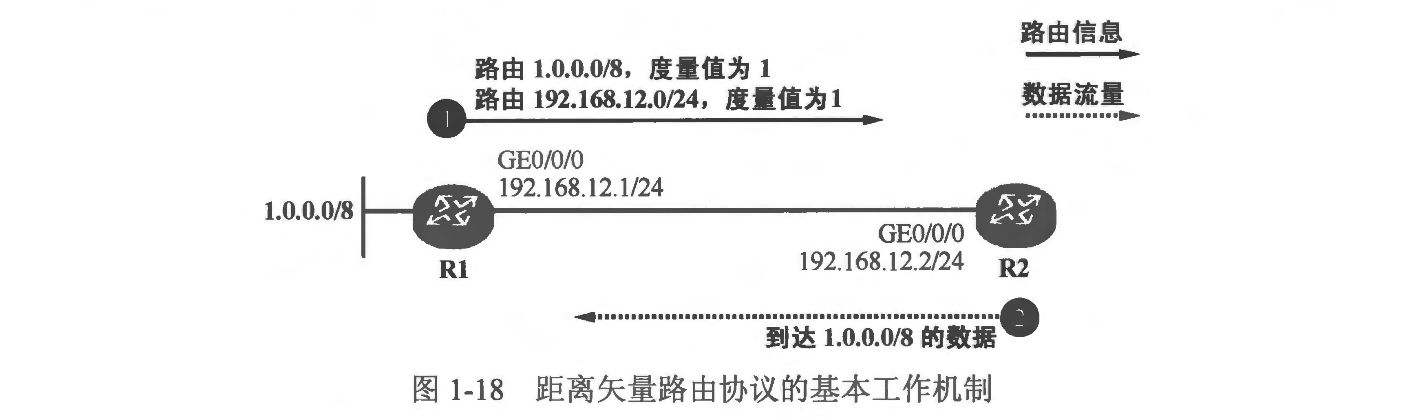 路由信息
路由 1.0.0.0/8，度量值为 1
路由 192.168.12.0/24，度量值为1
数据流量
1
GE0/0/0
192.168.12.1/24
1.0.0.0/8
GE0/0/0
192.168.12.2/24
R1
R2
2
到达 1.0.0.0/8 的数据
图 1-18 距离矢量路由协议的基本工作机制